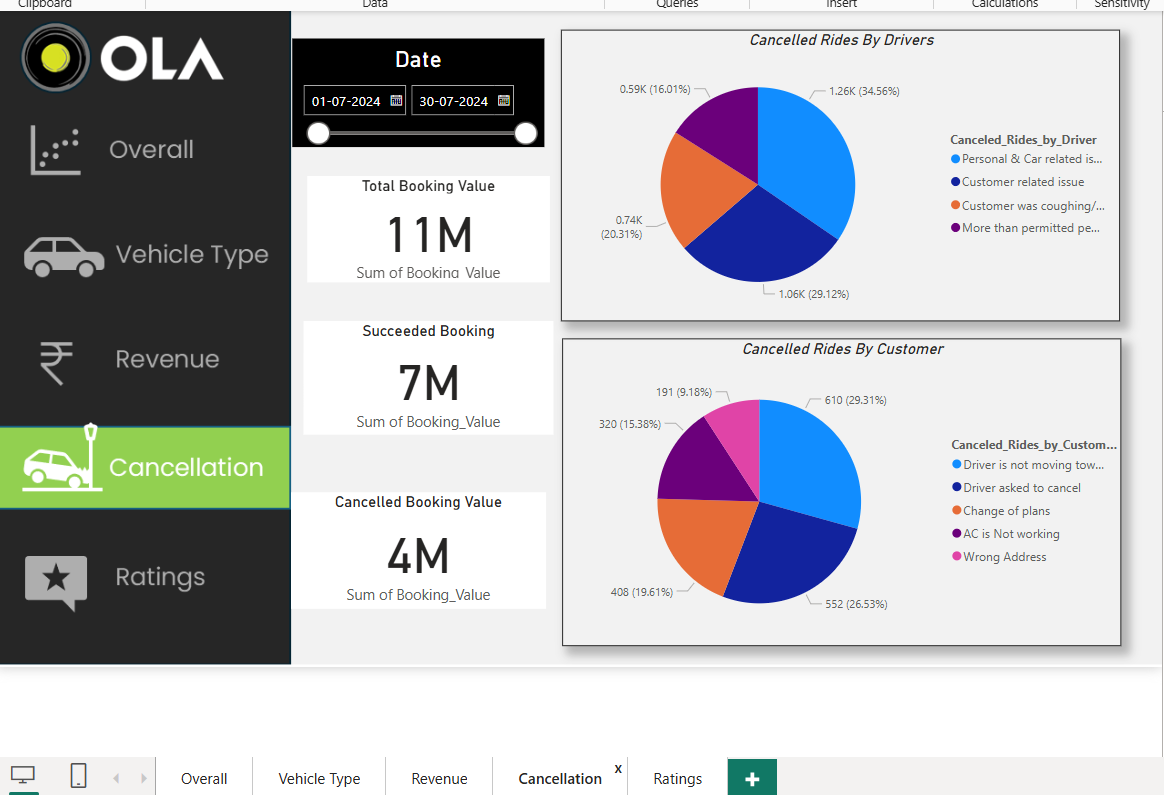 Clipboard
Data
Queries
Insert
Calculations
Sensitivity
OLA
Overall
Vehicle Type
Revenue
Cancellation
Ratings
Date
01-07-2024
30-07-2024
Total Booking Value
11M
Sum of Booking_Value
Succeeded Booking
7M
Sum of Booking_Value
Cancelled Booking Value
4M
Sum of Booking_Value
Cancelled Rides By Drivers
0.59K (16.01%)
1.26K (34.56%)
0.74K
(20.31%)
1.06K (29.12%)
Canceled_Rides_by_Driver
Personal & Car related is...
Customer related issue
Customer was coughing/...
More than permitted pe...
Cancelled Rides By Customer
191 (9.18%)
610 (29.31%)
320 (15.38%)
408 (19.61%)
552 (26.53%)
Canceled_Rides_by_Custom...
Driver is not moving tow...
Driver asked to cancel
Change of plans
AC is Not working
Wrong Address
Overall
Vehicle Type
Revenue
Cancellation
x
Ratings
+